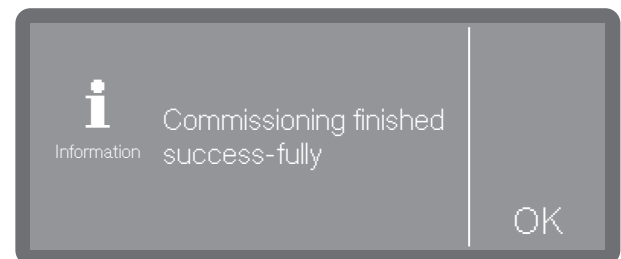 Commissioning finished
success-fully
Information
OK